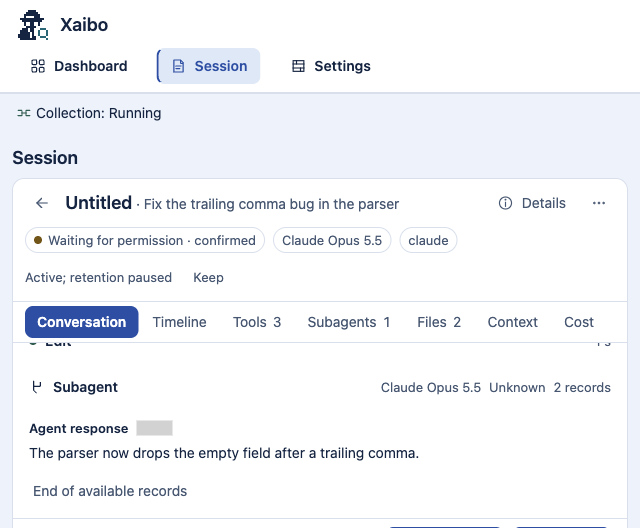 Xaibo
Dashboard Session Settings
Collection: Running
Session
Untitled · Fix the trailing comma bug in the parser Details
Waiting for permission · confirmed Claude Opus 5.5 claude
Active; retention paused Keep
Conversation Timeline Tools 3 Subagents 1 Files 2 Context Cost
Edit
Subagent Claude Opus 5.5 Unknown 2 records
Agent response
The parser now drops the empty field after a trailing comma.
End of available records